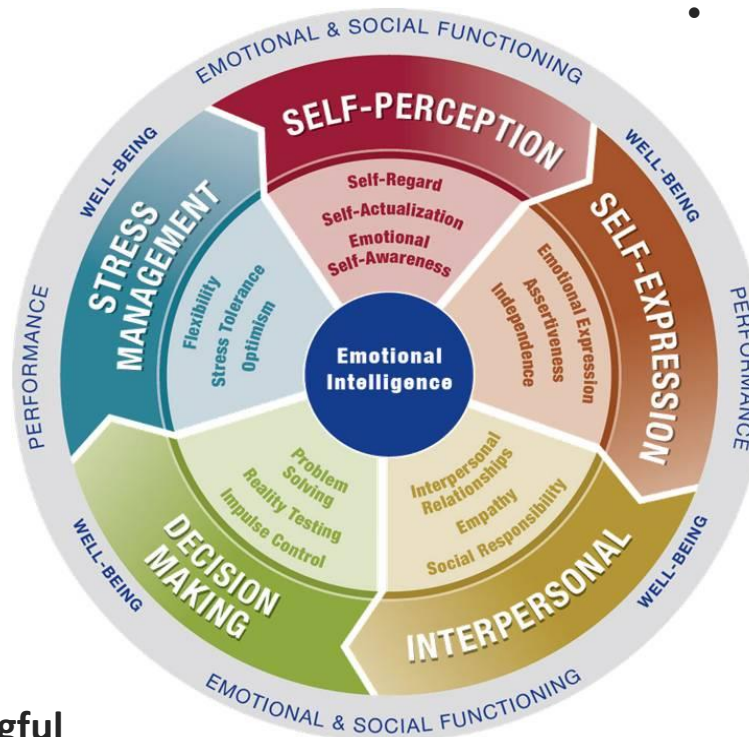 •
EMOTIONAL & SOCIAL FUNCTIONING
WELL-BEING
PERFORMANCE
WELL-BEING
EMOTIONAL & SOCIAL FUNCTIONING
WELL-BEING
PERFORMANCE
WELL-BEING
SELF-PERCEPTION
Self-Regard
Self-Actualization
Emotional
Self-Awareness
SELF-EXPRESSION
Emotional Expression
Assertiveness
Independence
INTERPERSONAL
Interpersonal
Relationships
Empathy
Social Responsibility
DECISION
MAKING
Problem
Solving
Reality Testing
Impulse Control
STRESS
MANAGEMENT
Flexibility
Stress Tolerance
Optimism
Emotional
Intelligence